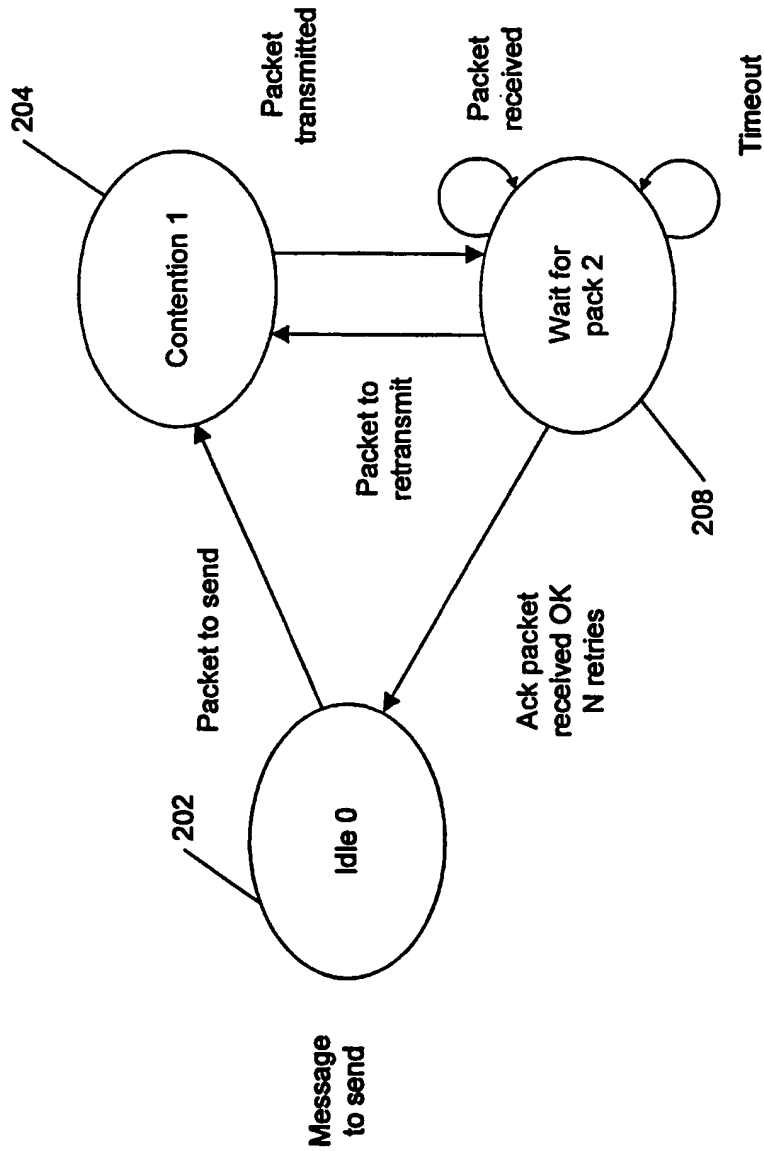 204
Contention 1
Packet
transmitted
Packet
received
Packet to send
Packet to
retransmit
Wait for
pack 2
Timeout
202
Idle 0
208
Message
to send
Ack packet
received OK
N retries